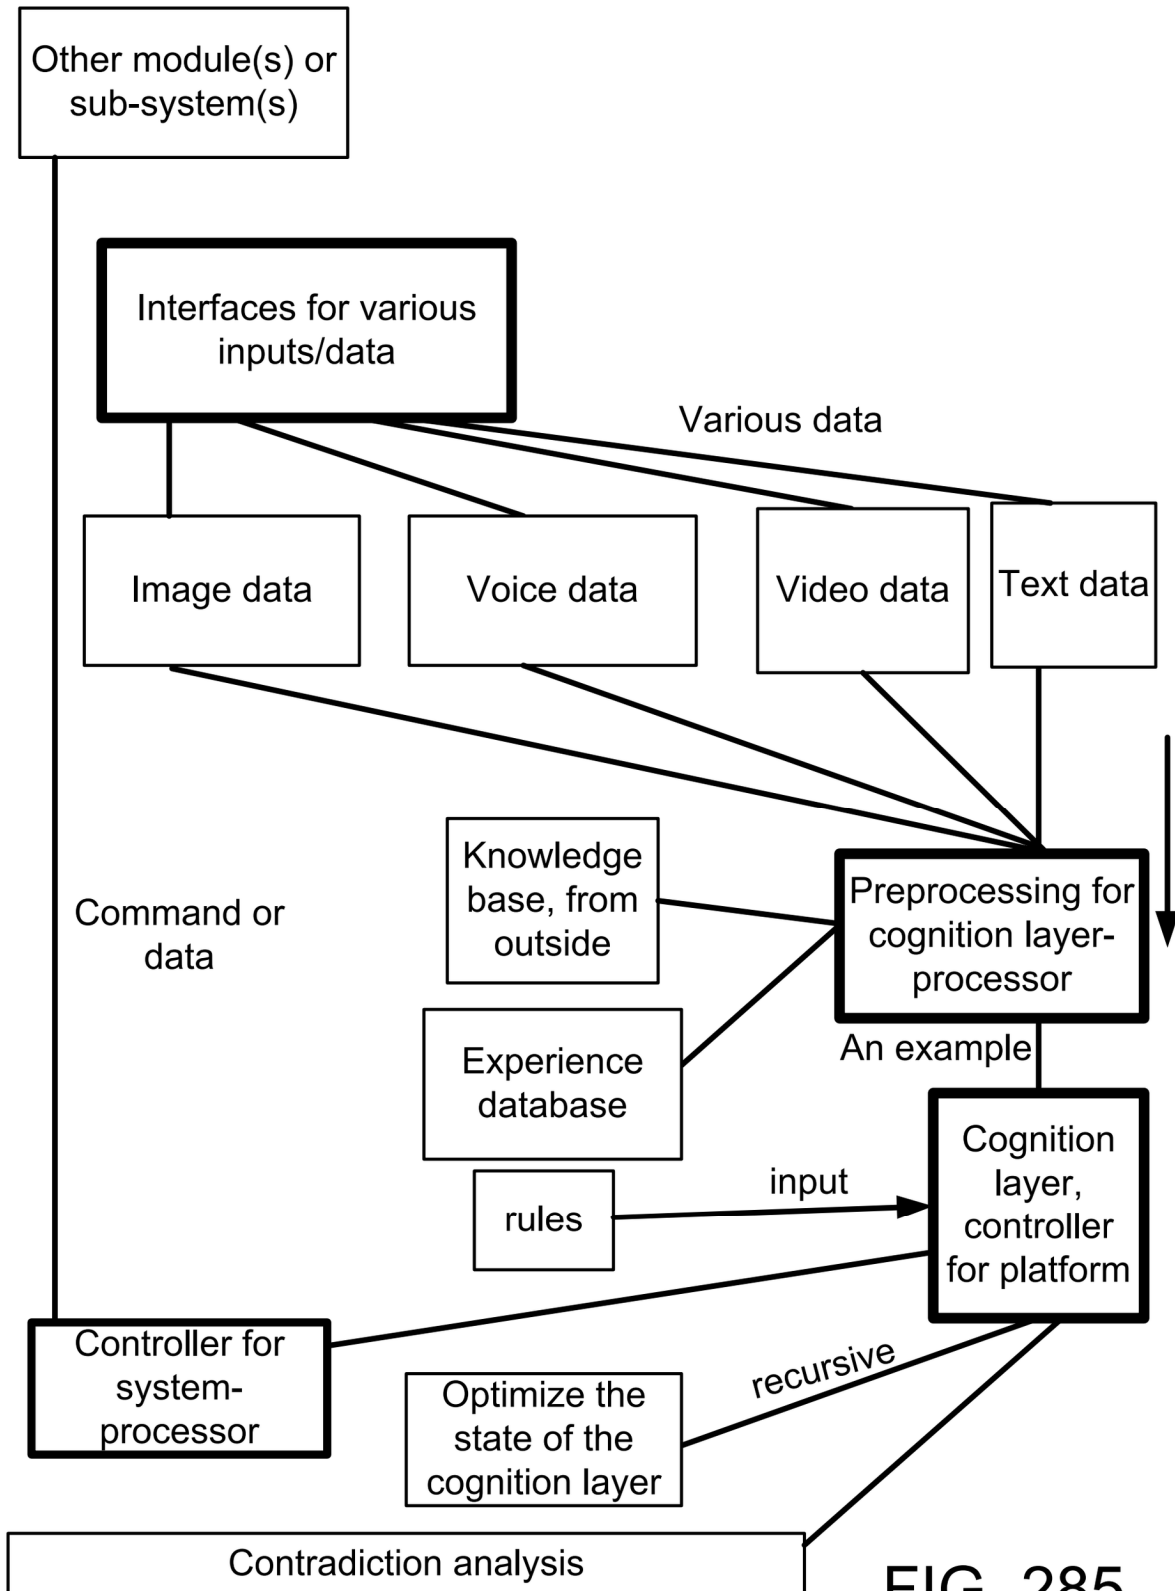 Other module(s) or
sub-system(s)
Interfaces for various
inputs/data
Various data
Image data
Voice data
Video data
Text data
Knowledge
base, from
outside
Preprocessing for
cognition layer-
processor
Command or
data
An example
Experience
database
Cognition
layer,
controller
for platform
input
rules
Controller for
system-
processor
recursive
Optimize the
state of the
cognition layer
Contradiction analysis
FIG. 285